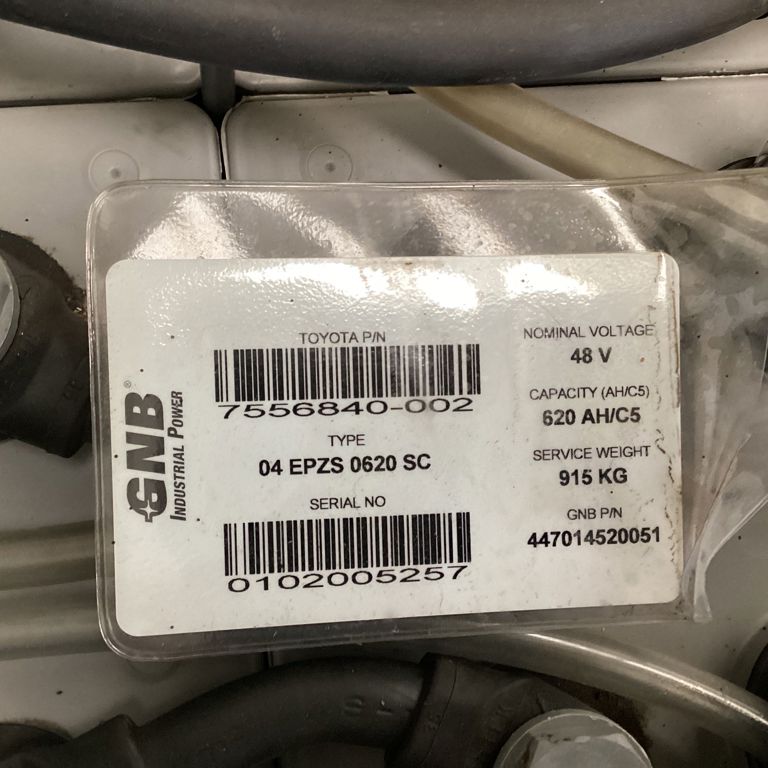 GNB®
INDUSTRIAL POWER
TOYOTA P/N
7556840-002
TYPE
04 EPZS 0620 SC
SERIAL NO
0102005257
NOMINAL VOLTAGE
48 V
CAPACITY (AH/C5)
620 AH/C5
SERVICE WEIGHT
915 KG
GNB P/N
447014520051